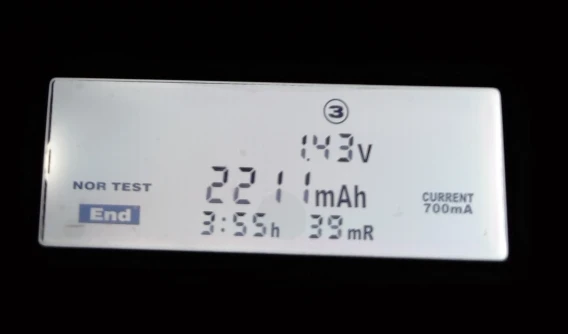 ③
1.43V
NOR TEST
2211mAh
CURRENT
700mA
End
3:55h 39mR